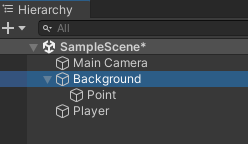 Hierarchy
All
SampleScene*
Main Camera
Background
Point
Player